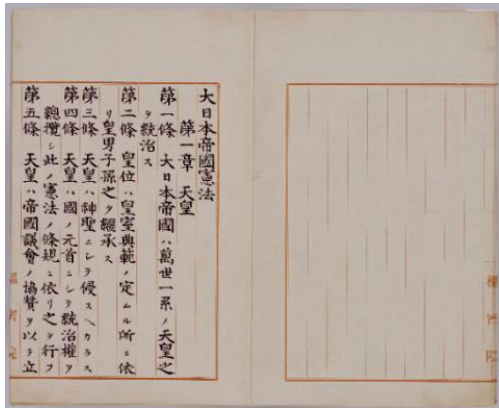 大日本帝國憲法
第一章 天皇
第一條 大日本帝國ハ萬世一系ノ天皇之
ヲ統治ス
第二條 皇位ハ皇室典範ノ定ムル所ニ依
リ皇男子孫之ヲ繼承ス
第三條 天皇ハ神聖ニシテ侵スヘカラス
第四條 天皇ハ國ノ元首ニシテ統治權ヲ
總攬シ此ノ憲法ノ條規ニ依リ之ヲ行フ
第五條 天皇ハ帝國議會ノ協贊ヲ以テ立